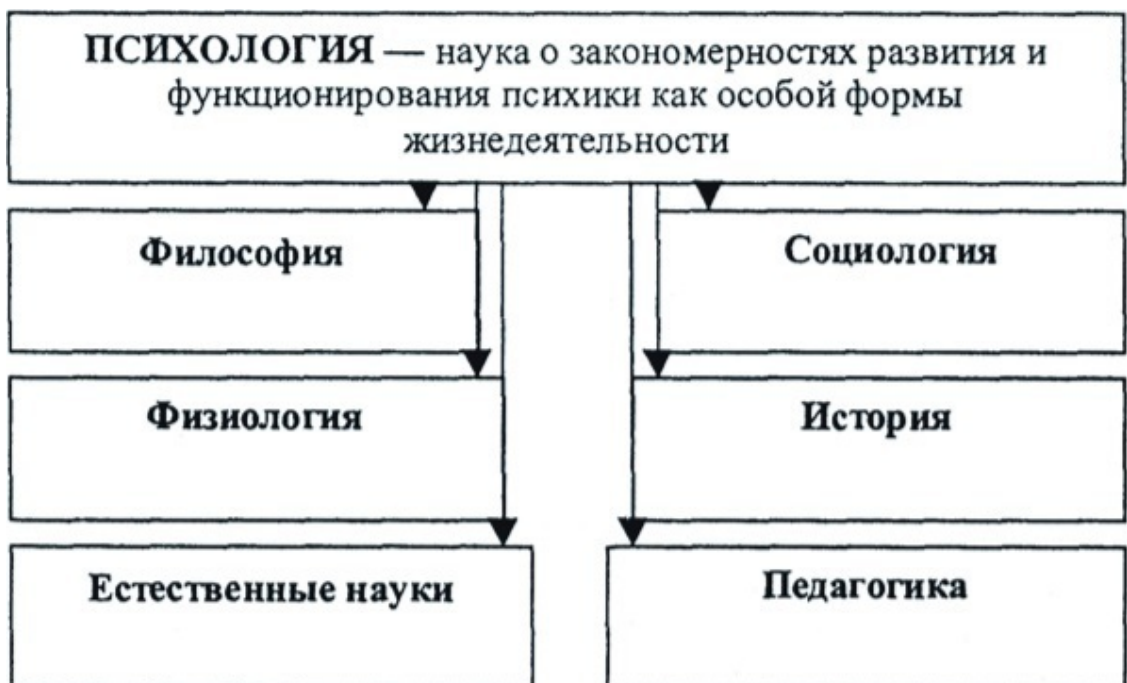 ПСИХОЛОГИЯ — наука о закономерностях развития и
функционирования психики как особой формы
жизнедеятельности
Философия
Социология
Физиология
История
Естественные науки
Педагогика